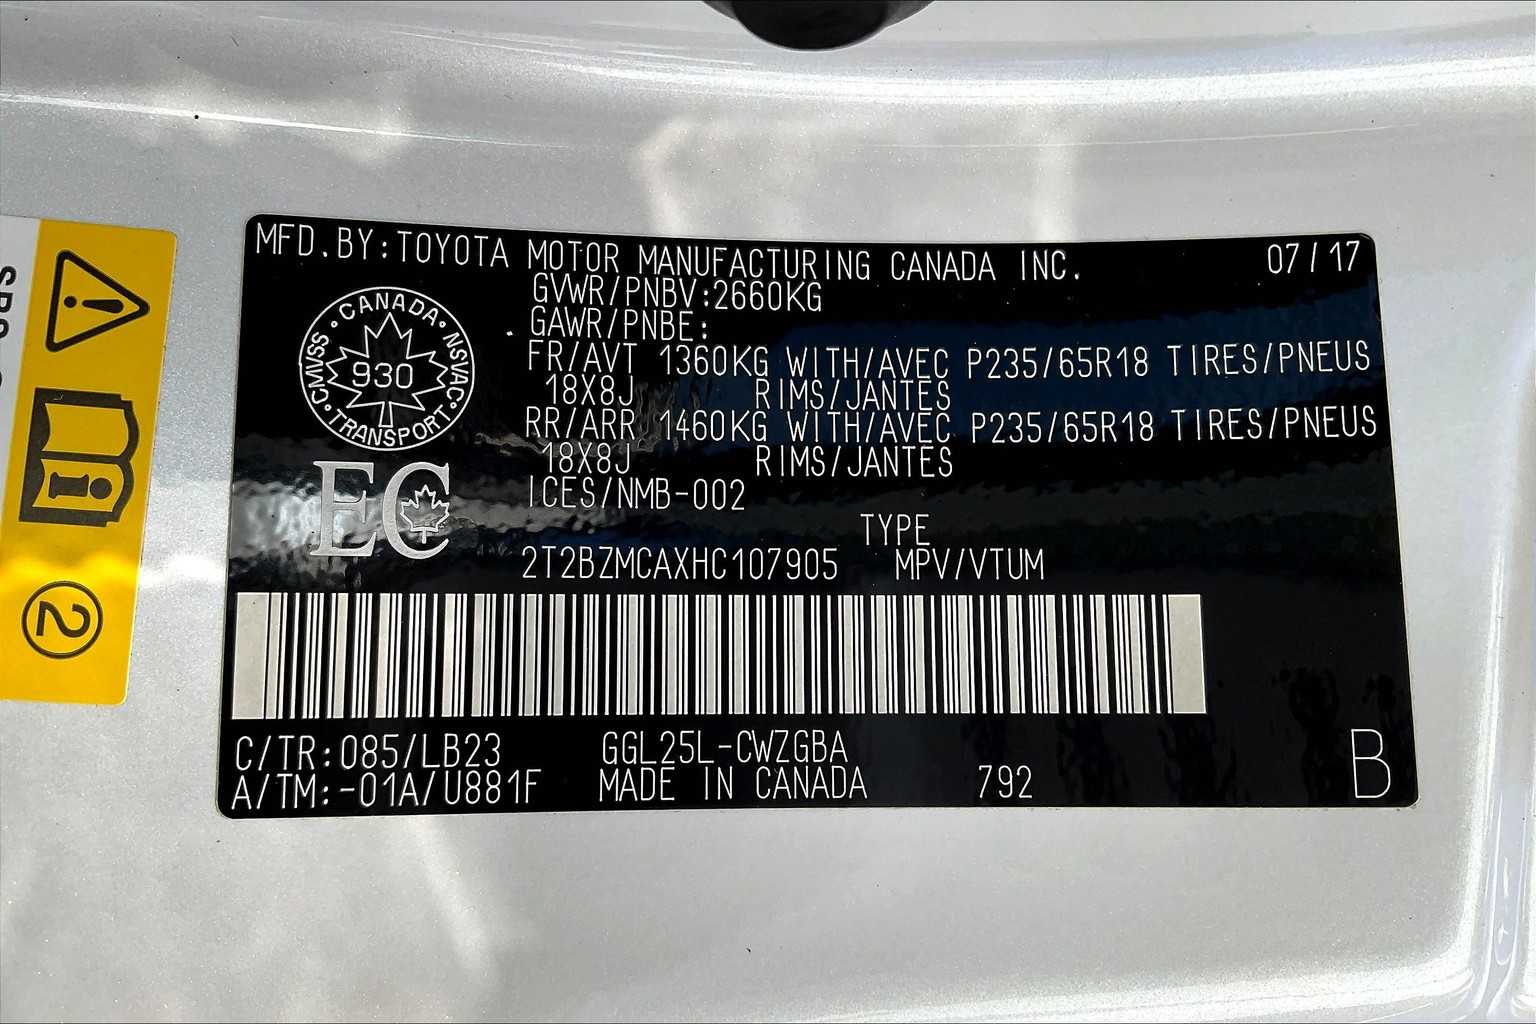 MFD.BY:TOYOTA MOTOR MANUFACTURING CANADA INC. 07/17
GVWR/PNBV:2660KG
GAWR/PNBE:
FR/AVT 1360KG WITH/AVEC P235/65R18 TIRES/PNEUS
18X8J RIMS/JANTES
RR/ARR 1460KG WITH/AVEC P235/65R18 TIRES/PNEUS
18X8J RIMS/JANTES
ICES/NMB-002
CANADA
NSVAC
TRANSPORT
CMVSS
930
EC
TYPE
2T2BZMCAXHC107905 MPV/VTUM
C/TR:085/LB23 GGL25L-CWZGBA
A/TM:-01A/U881F MADE IN CANADA 792
B
2